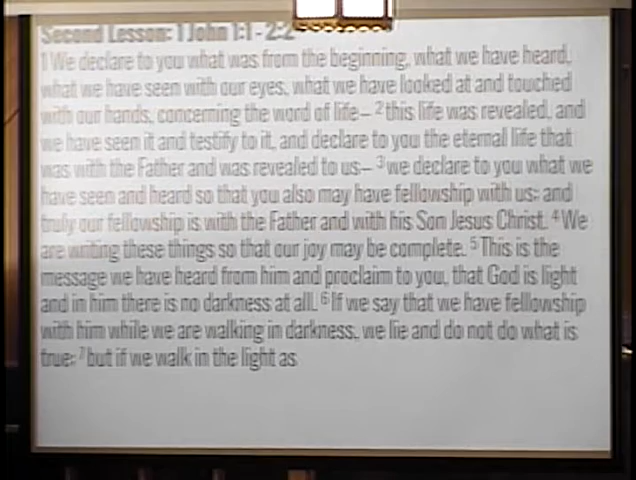 Second Lesson: 1 John 1:1 - 2:2
1 We declare to you what was from the beginning, what we have heard,
what we have seen with our eyes, what we have looked at and touched
with our hands, concerning the word of life— 2 this life was revealed, and
we have seen it and testify to it, and declare to you the eternal life that
was with the Father and was revealed to us— 3 we declare to you what we
have seen and heard so that you also may have fellowship with us; and
truly our fellowship is with the Father and with his Son Jesus Christ. 4 We
are writing these things so that our joy may be complete. 5 This is the
message we have heard from him and proclaim to you, that God is light
and in him there is no darkness at all. 6 If we say that we have fellowship
with him while we are walking in darkness, we lie and do not do what is
true; 7 but if we walk in the light as